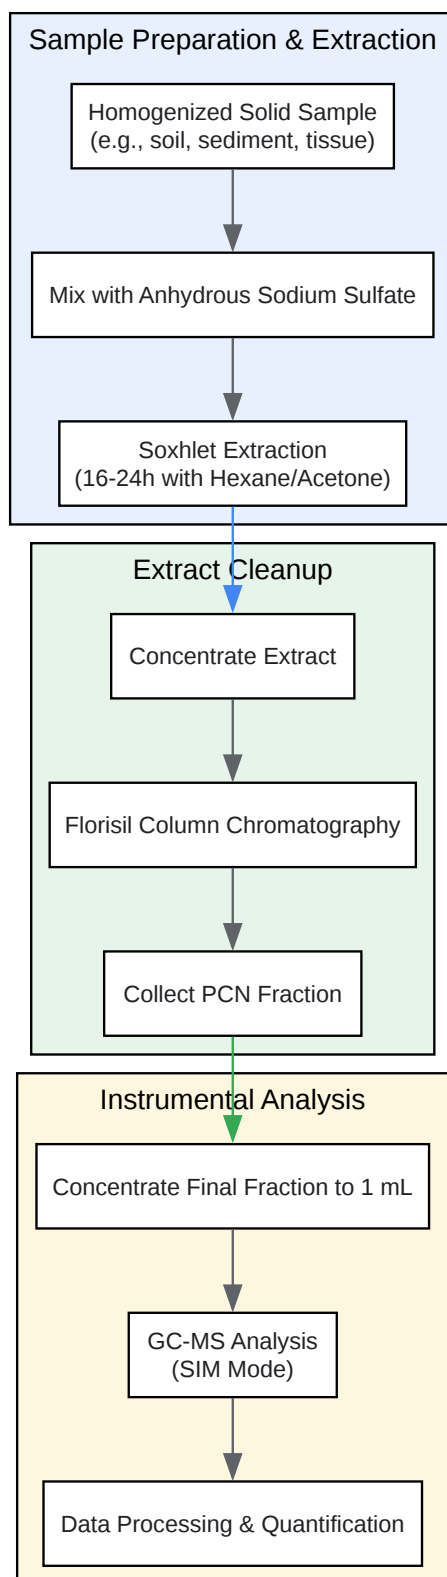 Sample Preparation & Extraction
Homogenized Solid Sample
(e.g., soil, sediment, tissue)
Mix with Anhydrous Sodium Sulfate
Soxhlet Extraction
(16-24h with Hexane/Acetone)
Extract Cleanup
Concentrate Extract
Florisil Column Chromatography
Collect PCN Fraction
Instrumental Analysis
Concentrate Final Fraction to 1 mL
GC-MS Analysis
(SIM Mode)
Data Processing & Quantification